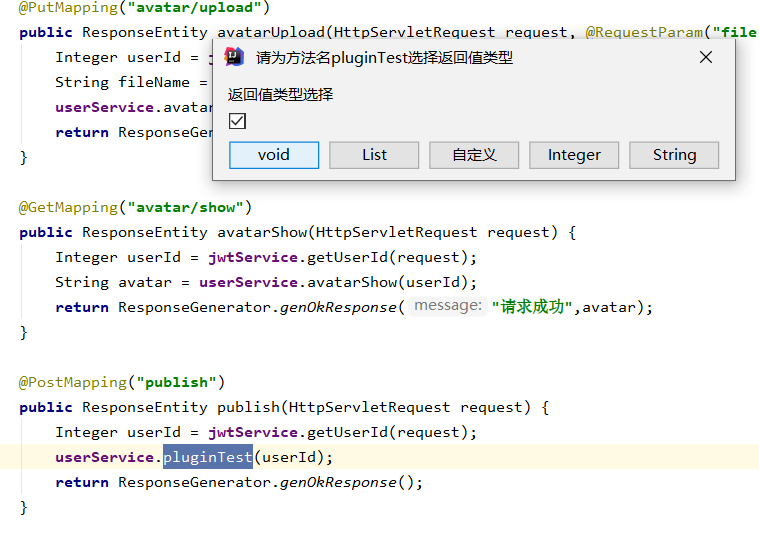 @PutMapping("avatar/upload")
public ResponseEntity avatarUpload(HttpServletRequest request, @RequestParam("file
Integer userId = j
请为方法名pluginTest选择返回值类型
String fileName =
返回值类型选择
userService.avatar
return ResponseGener
void List 自定义 Integer String
}
@GetMapping("avatar/show")
public ResponseEntity avatarShow(HttpServletRequest request) {
Integer userId = jwtService.getUserId(request);
String avatar = userService.avatarShow(userId);
return ResponseGenerator.genOkResponse( message: "请求成功",avatar);
}
@PostMapping("publish")
public ResponseEntity publish(HttpServletRequest request) {
Integer userId = jwtService.getUserId(request);
userService.pluginTest(userId);
return ResponseGenerator.genOkResponse();
}